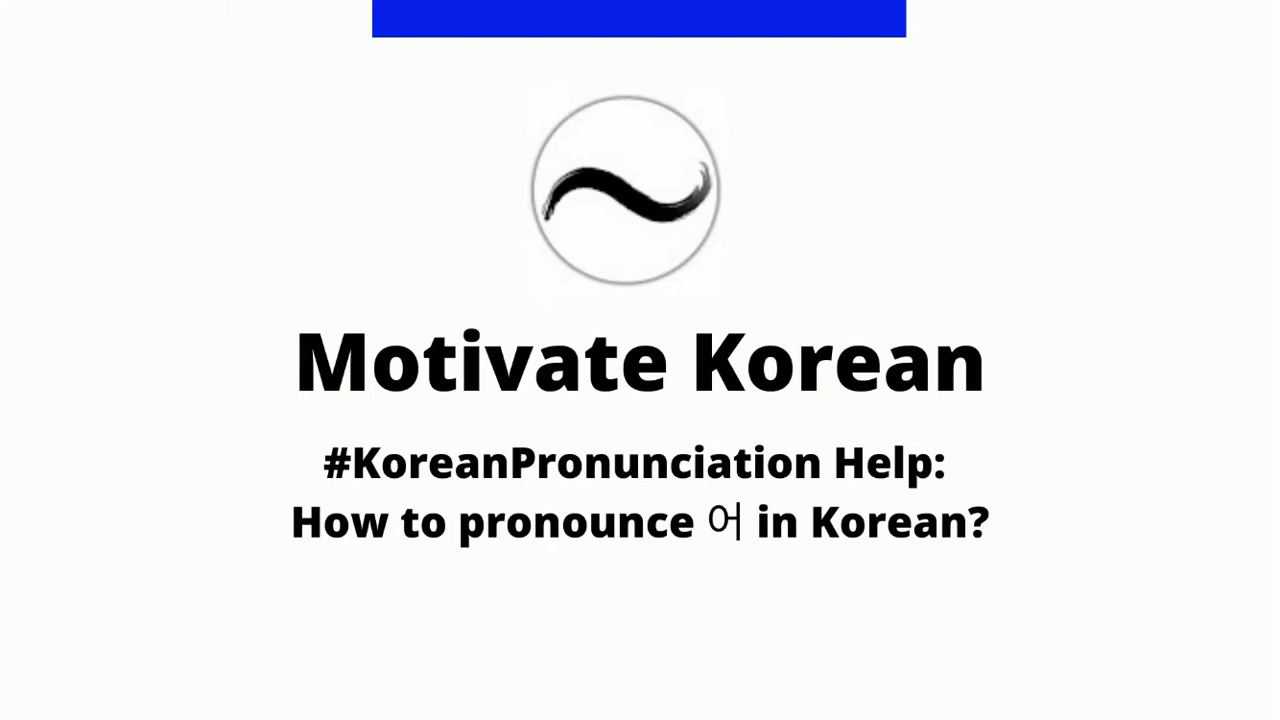 Motivate Korean
#KoreanPronunciation Help:
How to pronounce 어 in Korean?